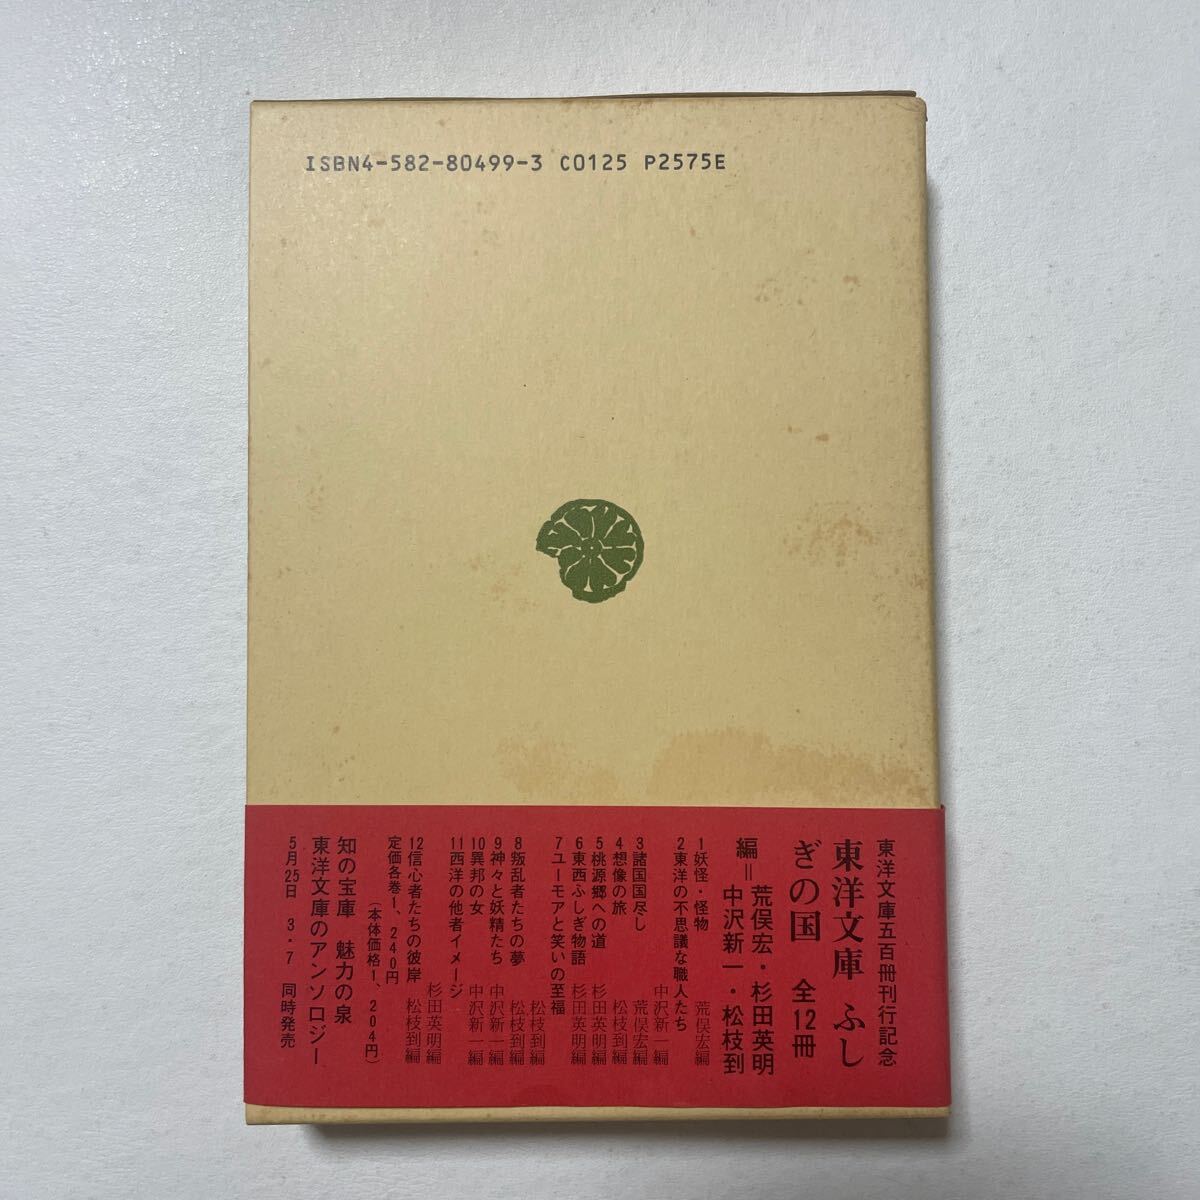 ISBN4-582-80499-3 C0125 P2575E
東洋文庫五百冊刊行記念
東洋文庫 ふし
ぎの国 全12冊
編=荒俣宏・杉田英明
中沢新一・松枝到
1妖怪・怪物 荒俣宏編
2東洋の不思議な職人たち
中沢新一編
3諸国国尽し 荒俣宏編
4想像の旅 松枝到編
5桃源郷への道 杉田英明編
6東西ふしぎ物語 杉田英明編
7ユーモアと笑いの至福
松枝到編
8叛乱者たちの夢 松枝到編
9神々と妖精たち 中沢新一編
10異邦の女 中沢新一編
11西洋の他者イメージ
杉田英明編
12信心者たちの彼岸 松枝到編
定価各巻1、240円
(本体価格1、204円)
知の宝庫 魅力の泉
東洋文庫のアンソロジー
5月25日 3・7 同時発売